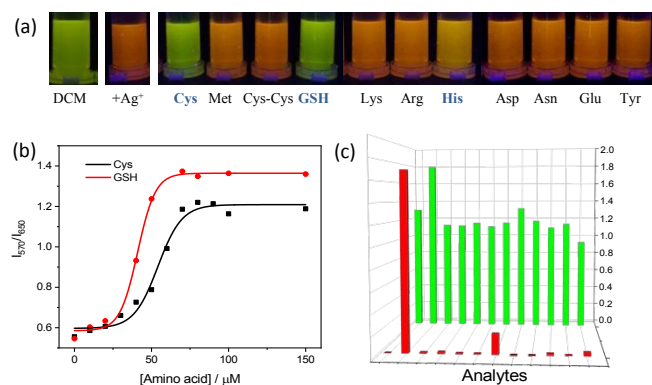 (a)
DCM +Ag⁺ Cys Met Cys-Cys GSH Lys Arg His Asp Asn Glu Tyr
(b)
Cys
GSH
I₅₇₀/I₆₅₀
1.4
1.2
1.0
0.8
0.6
0 50 100 150
[Amino acid] / μM
(c)
2.0
1.8
1.6
1.4
1.2
1.0
0.8
0.6
0.4
0.2
0.0
Analytes